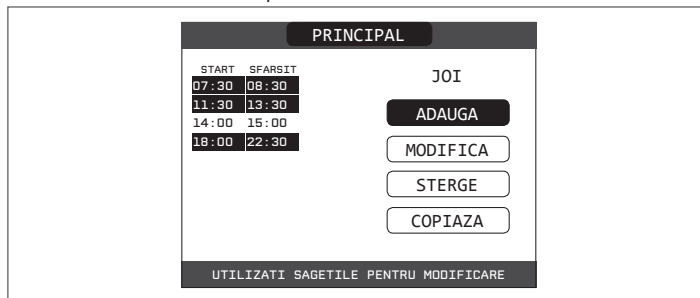 PRINCIPAL
START SFARSIT
07:30 08:30
11:30 13:30
14:00 15:00
18:00 22:30
JOI
ADAUGA
MODIFICA
STERGE
COPIAZA
UTILIZATI SAGETILE PENTRU MODIFICARE